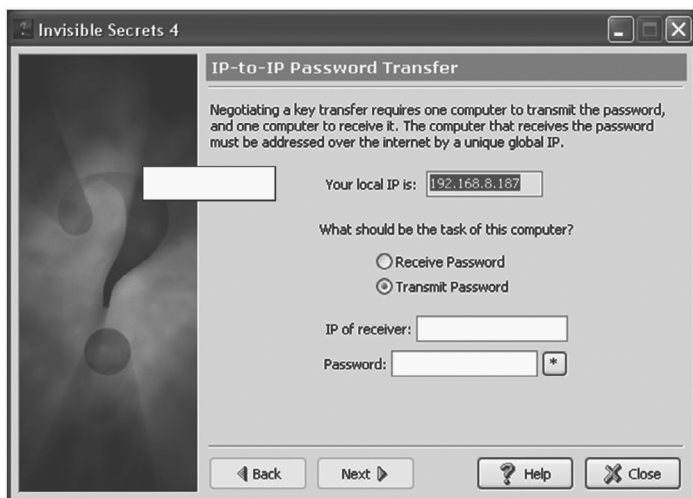 Invisible Secrets 4
IP-to-IP Password Transfer
Negotiating a key transfer requires one computer to transmit the password,
and one computer to receive it. The computer that receives the password
must be addressed over the internet by a unique global IP.
Your local IP is: 192.168.8.187
What should be the task of this computer?
Receive Password
Transmit Password
IP of receiver:
Password: *
Back Next Help Close